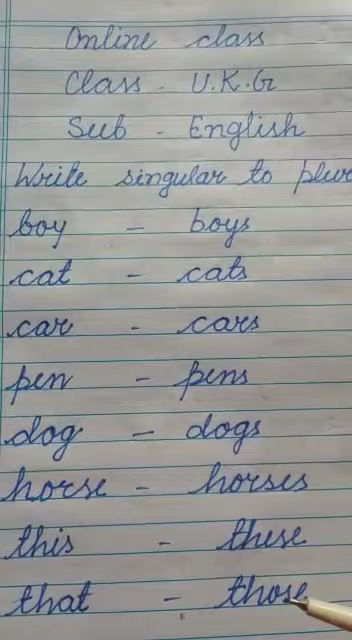 Online class
Class - U.K.G
Sub - English
Write singular to plur
boy - boys
cat - cats
car - cars
pen - pens
dog - dogs
horse - horses
this - these
that - those